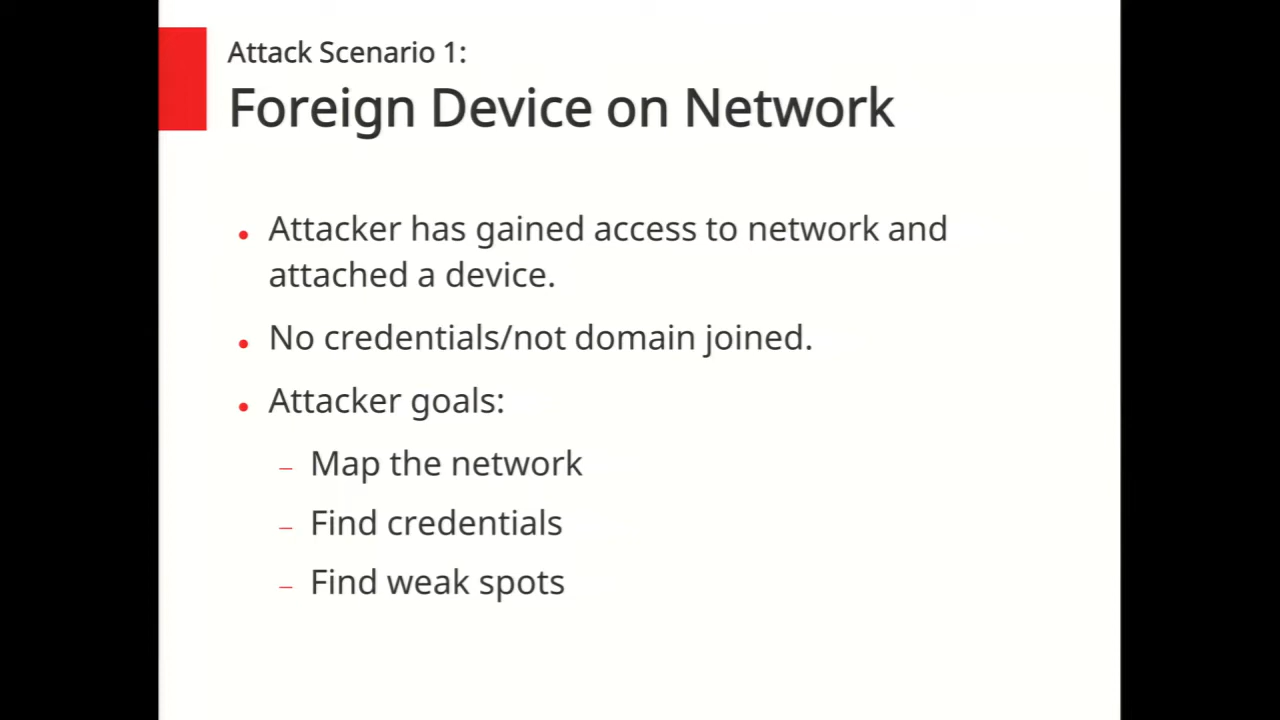 Attack Scenario 1:
Foreign Device on Network
• Attacker has gained access to network and
attached a device.
• No credentials/not domain joined.
• Attacker goals:
– Map the network
– Find credentials
– Find weak spots